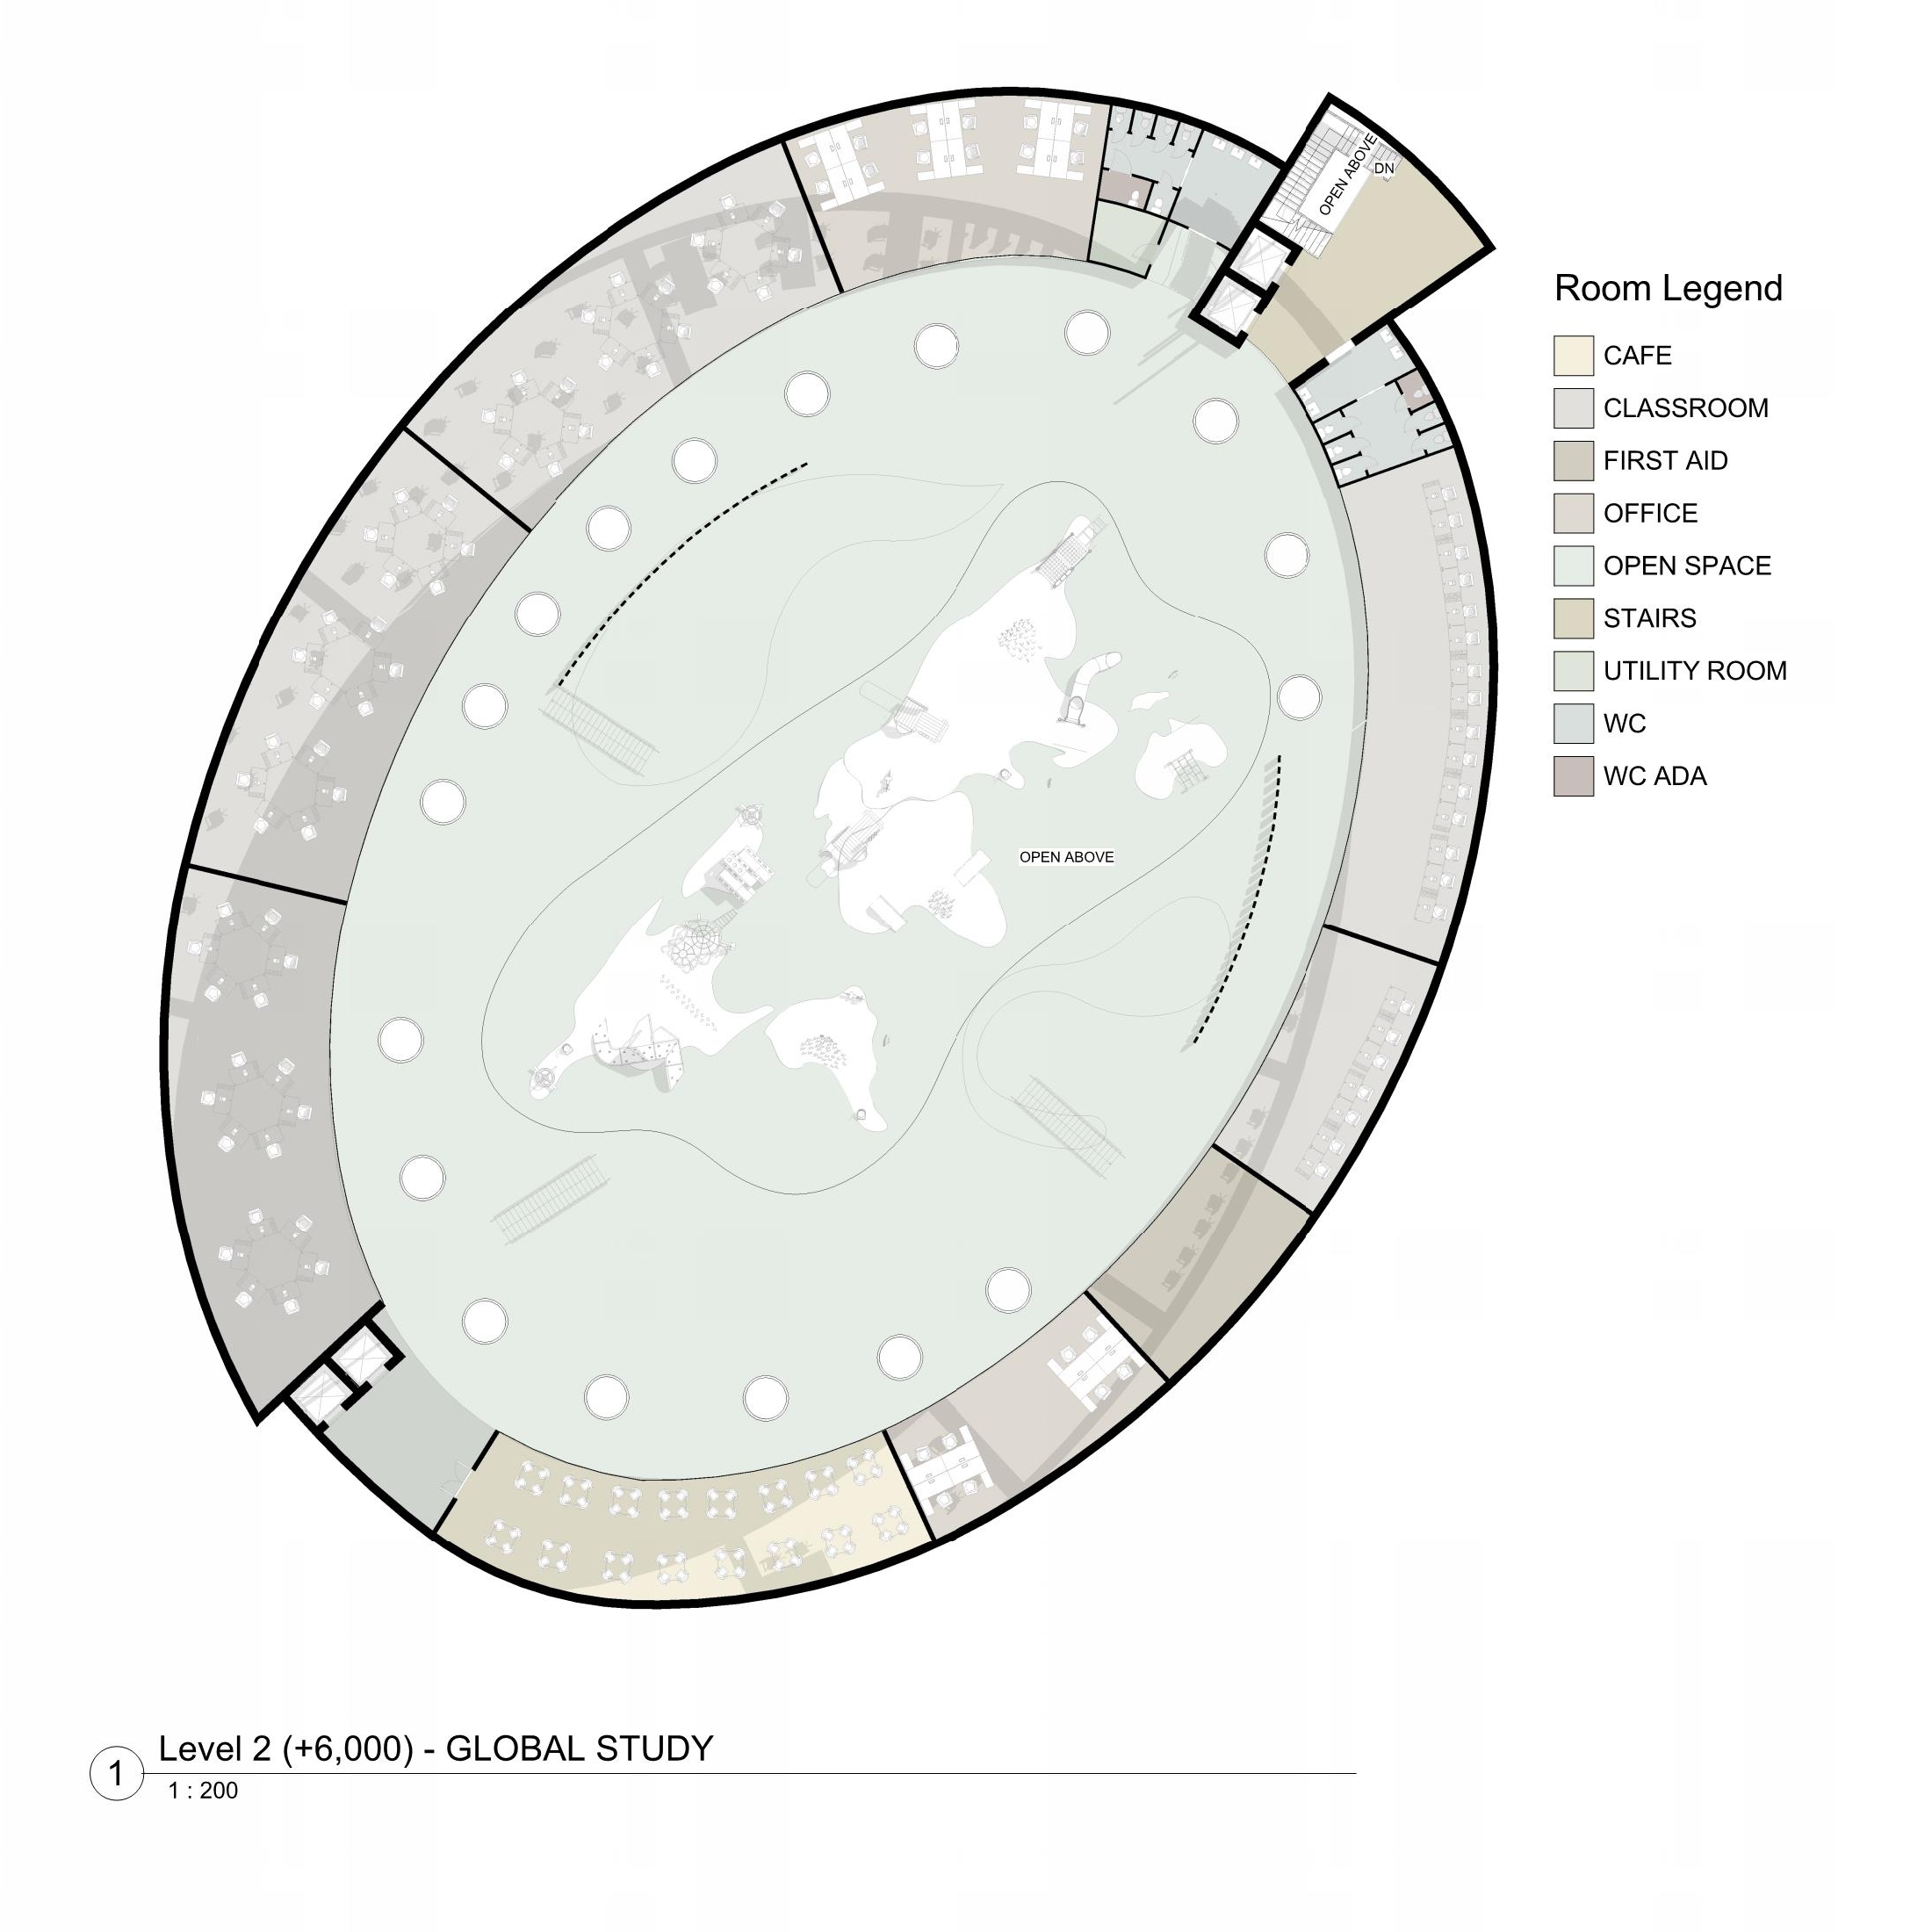 OPEN ABOVE
DN
Room Legend
CAFE
CLASSROOM
FIRST AID
OFFICE
OPEN SPACE
STAIRS
UTILITY ROOM
WC
WC ADA
OPEN ABOVE
1
Level 2 (+6,000) - GLOBAL STUDY
1 : 200